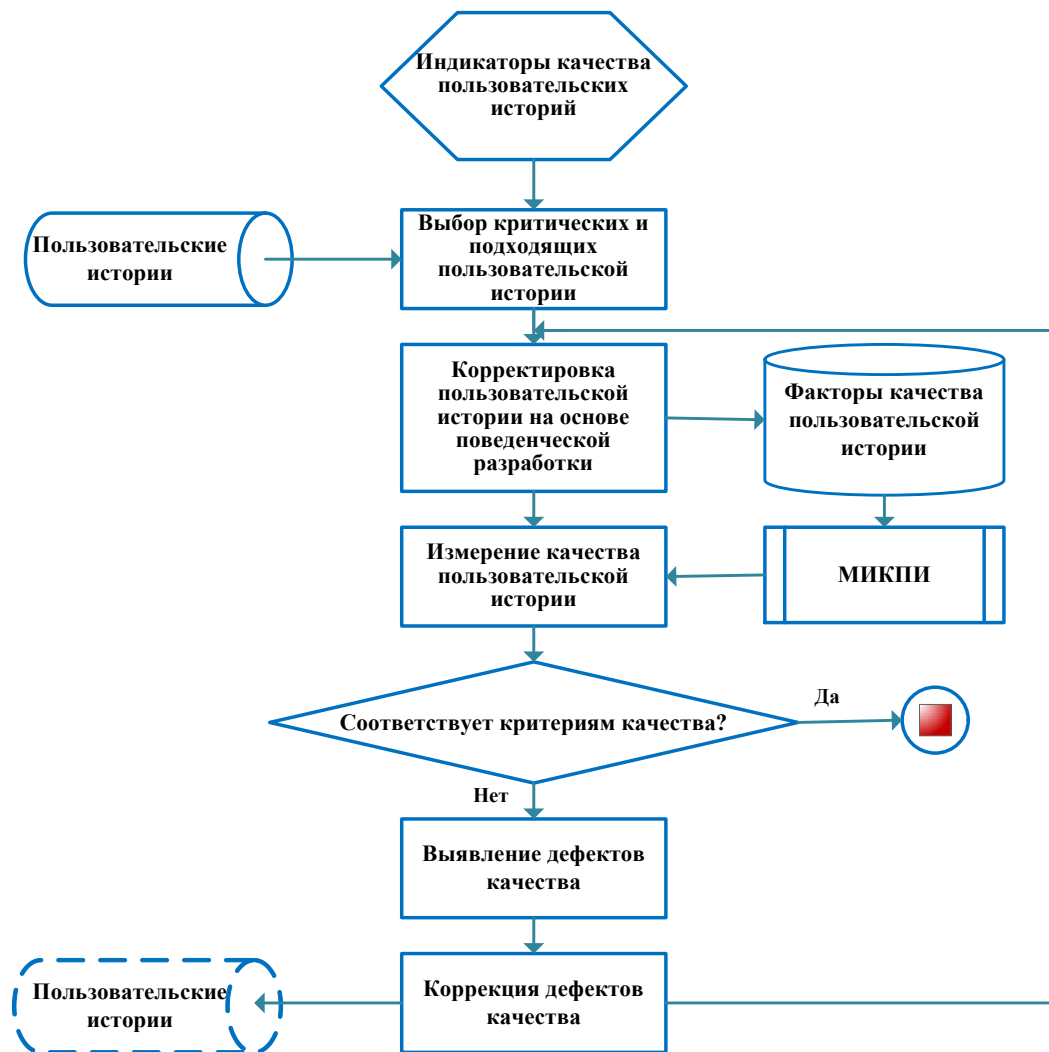 Индикаторы качества
пользовательских
историй
Пользовательские
истории
Выбор критических и
подходящих
пользовательской
истории
Корректировка
пользовательской
истории на основе
поведенческой
разработки
Факторы качества
пользовательской
истории
Измерение качества
пользовательской
истории
МИКПИ
Соответствует критериям качества?
Да
Нет
Выявление дефектов
качества
Пользовательские
истории
Коррекция дефектов
качества